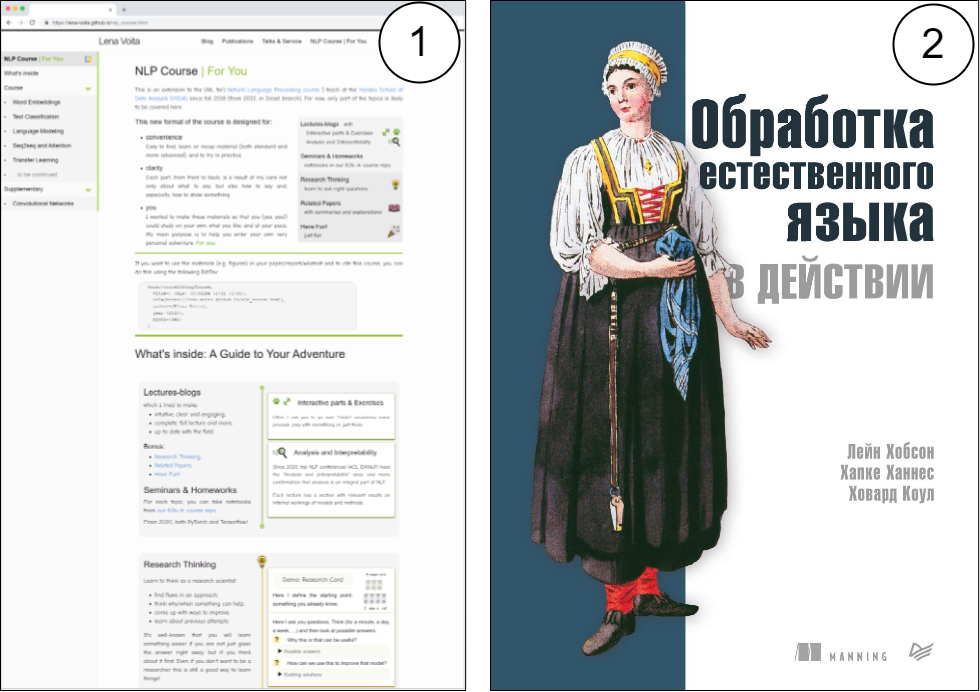 1
https://lena-voita.github.io/nlp_course.html
Lena Voita
Blog Publications Talks & Service NLP Course | For You
NLP Course | For You
What's inside:
Course
Word Embeddings
Text Classification
Language Modeling
Seq2seq and Attention
Transfer Learning
... to be continued
Supplementary
Convolutional Networks
NLP Course | For You
This is an extension to the (ML for) Natural Language Processing course I teach at the Yandex School of
Data Analysis (YSDA) since fall 2018 (from 2022, in Israel branch). For now, only part of the topics is likely
to be covered here.
This new format of the course is designed for:
convenience
Easy to find, learn or recap material (both standard and
more advanced), and to try in practice.
clarity
Each part, from front to back, is a result of my care not
only about what to say, but also how to say and,
especially, how to show something.
you
I wanted to make these materials so that you (yes, you!)
could study on your own, what you like, and at your pace.
My main purpose is to help you enter your own very
personal adventure. For you.
Lectures-blogs with
Interactive parts & Exercises
Analysis and Interpretability
Seminars & Homeworks
notebooks in our 2.7k-☆ course repo
Research Thinking
learn to ask right questions
Related Papers
with summaries and explanations
Have Fun!
just fun
If you want to use the materials (e.g. figures) in your paper/report/whatnot and to cite this course, you can
do this using the following BibTex:
What's inside: A Guide to Your Adventure
Lectures-blogs
which I tried to make:
intuitive, clear and engaging,
complete: full lecture and more,
up to date with the field.
Bonus:
Research Thinking,
Related Papers,
Have Fun!
Seminars & Homeworks
For each topic, you can take notebooks
from our 2.7k-☆ course repo.
From 2020, both PyTorch and Tensorflow!
Interactive parts & Exercises
Often I ask you to go over "slides" visualizing some
process, play with something or just think.
Analysis and Interpretability
Since 2020, top NLP conferences (ACL, EMNLP) have
the "Analysis and Interpretability" area: one more
confirmation that analysis is an integral part of NLP.
Each lecture has a section with relevant results on
internal workings of models and methods.
Research Thinking
Learn to think as a research scientist:
find flaws in an approach,
think why/when something can help,
come up with ways to improve,
learn about previous attempts.
It's well-known that you will learn
something easier if you are not just given
the answer right away, but if you think
about it first. Even if you don't want to be a
researcher, this is still a good way to learn
things!
Demo: Research Card
Here I define the starting point:
something you already know.
Here I ask you questions. Think (for a minute, a day,
a week, ...) and then look at possible answers.
? Why this or that can be useful?
Possible answers
? How can we use this to improve that model?
Existing solutions
2
Обработка
естественного
языка
в действии
Лейн Хобсон
Хапке Ханнес
Ховард Коул
MANNING